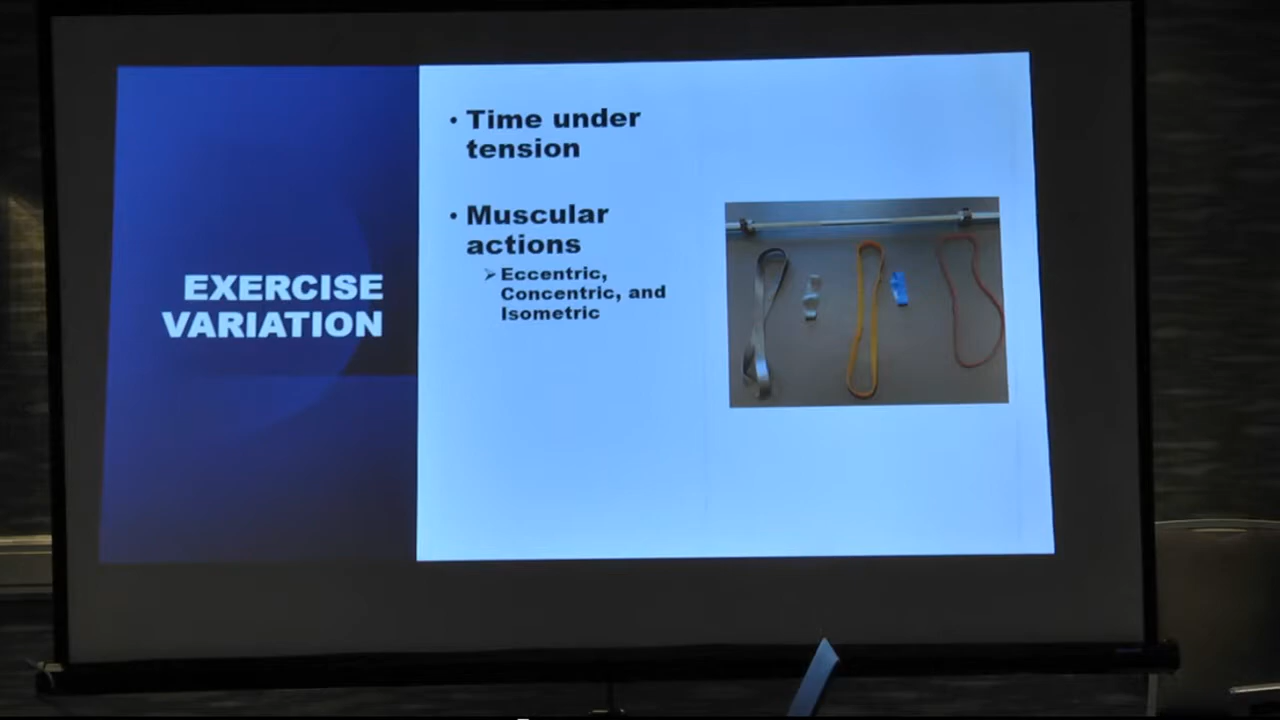 EXERCISE
VARIATION
• Time under
tension
• Muscular
actions
➢ Eccentric,
Concentric, and
Isometric